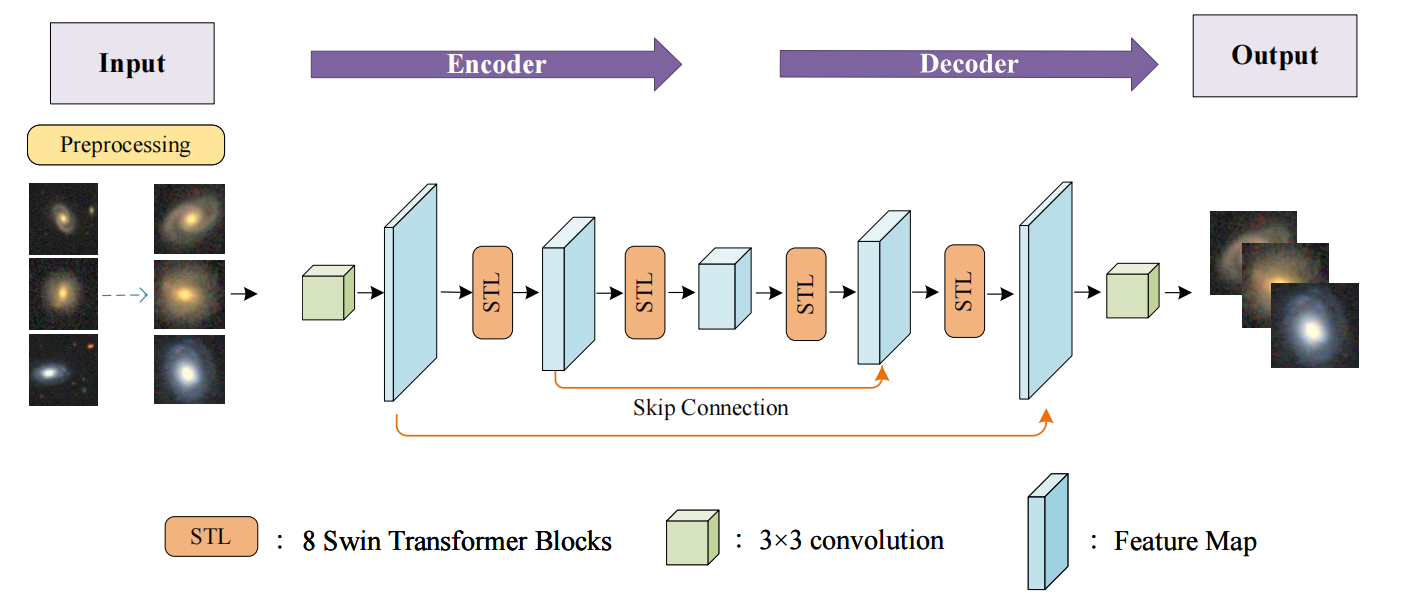 Input
Encoder
Decoder
Output
Preprocessing
STL
STL
STL
STL
Skip Connection
STL : 8 Swin Transformer Blocks
: 3×3 convolution
: Feature Map